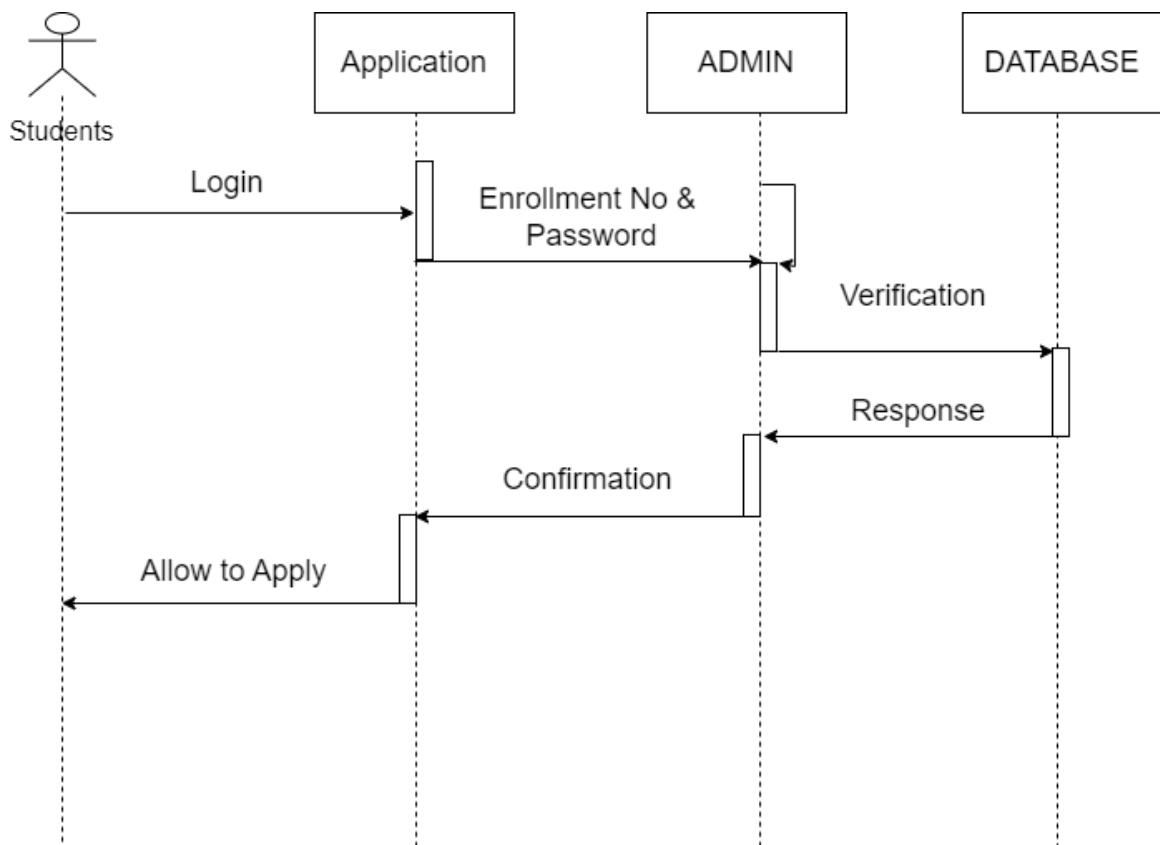 Application
ADMIN
DATABASE
Students
Login
Enrollment No &
Password
Verification
Response
Confirmation
Allow to Apply